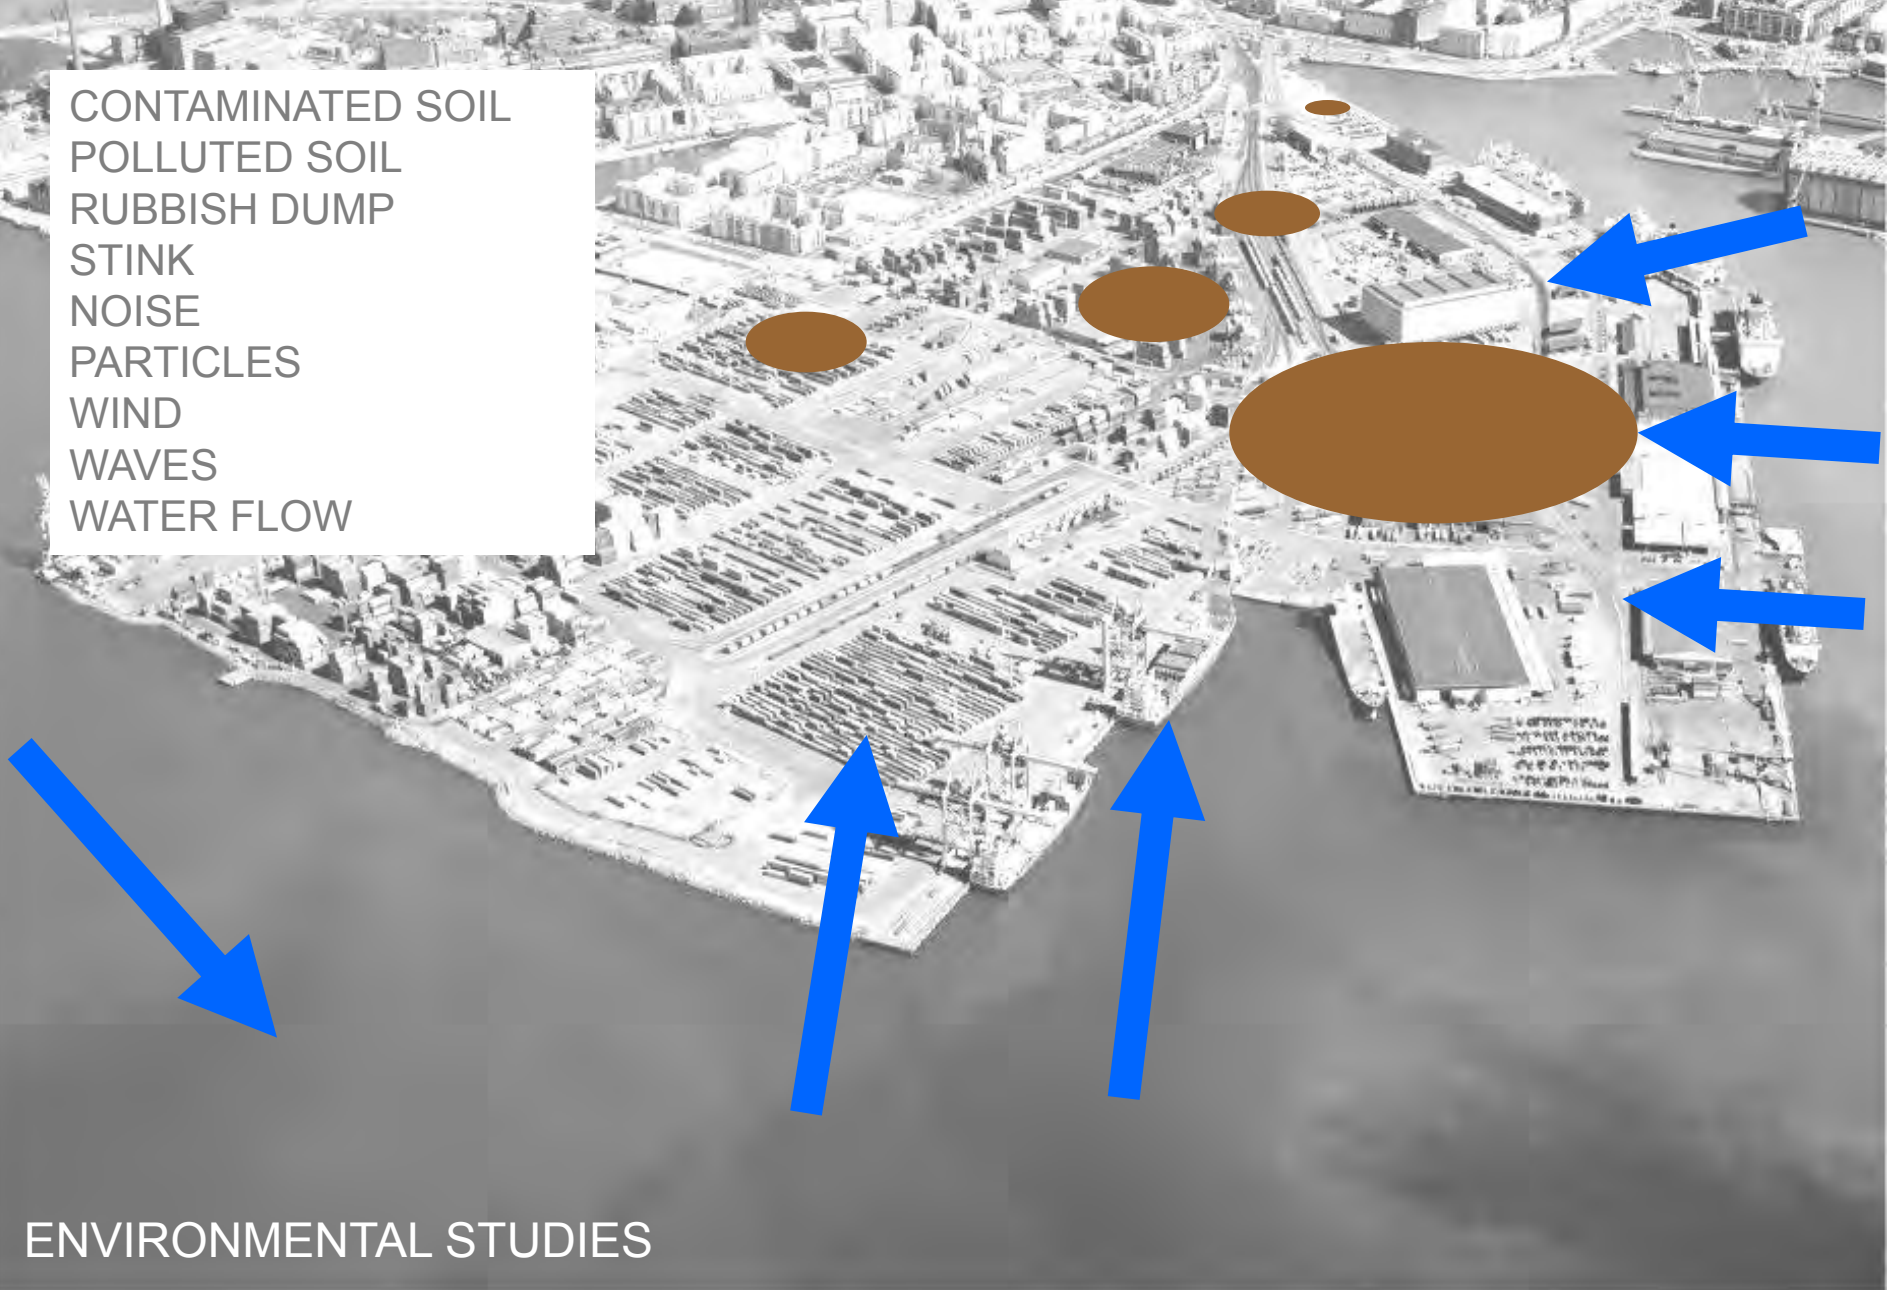 CONTAMINATED SOIL
POLLUTED SOIL
RUBBISH DUMP
STINK
NOISE
PARTICLES
WIND
WAVES
WATER FLOW
ENVIRONMENTAL STUDIES